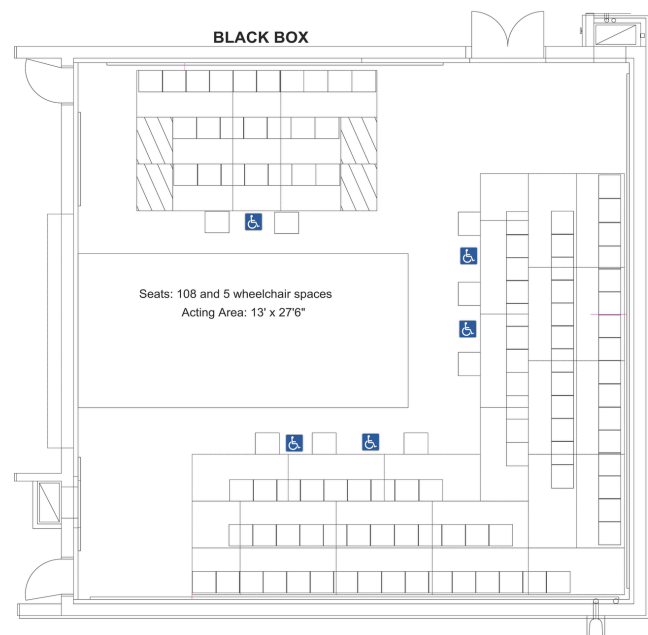 BLACK BOX
Seats: 108 and 5 wheelchair spaces
Acting Area: 13' x 27'6"